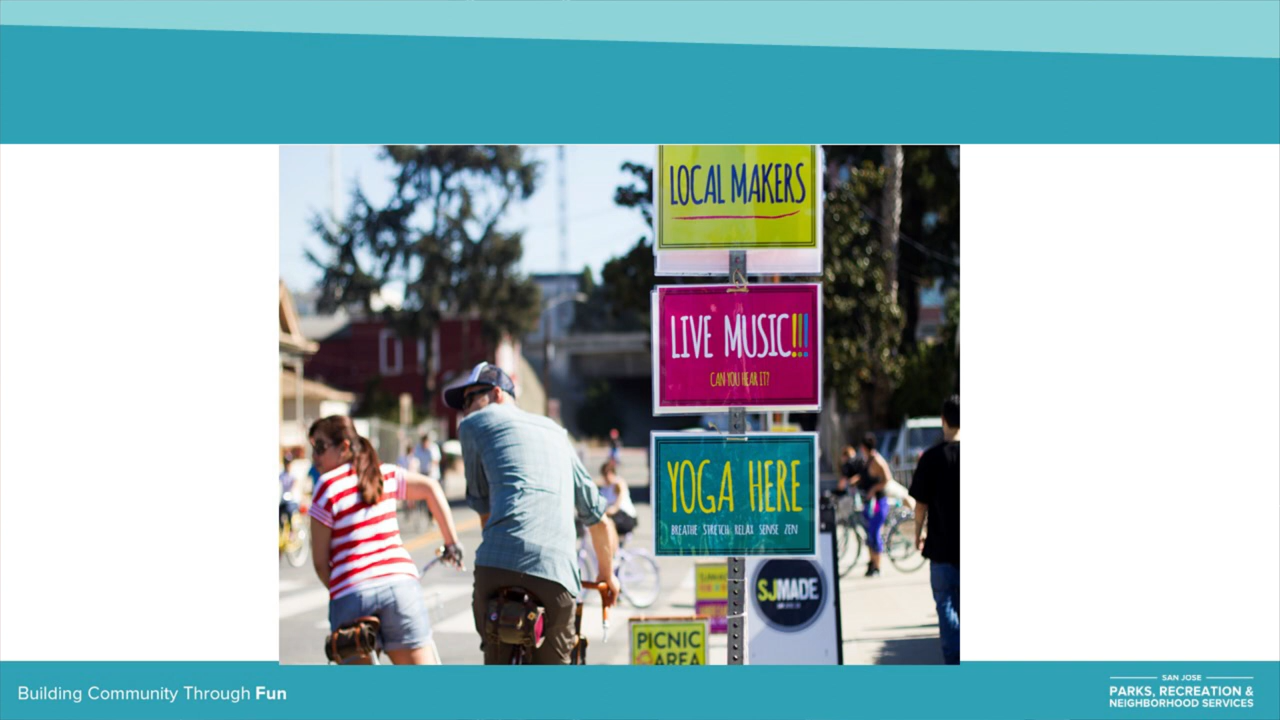 LOCAL MAKERS
LIVE MUSIC!!!
CAN YOU HEAR IT?
YOGA HERE
BREATHE STRETCH RELAX SENSE ZEN
SJMADE
PICNIC
AREA
Building Community Through Fun
SAN JOSE
PARKS, RECREATION &
NEIGHBORHOOD SERVICES